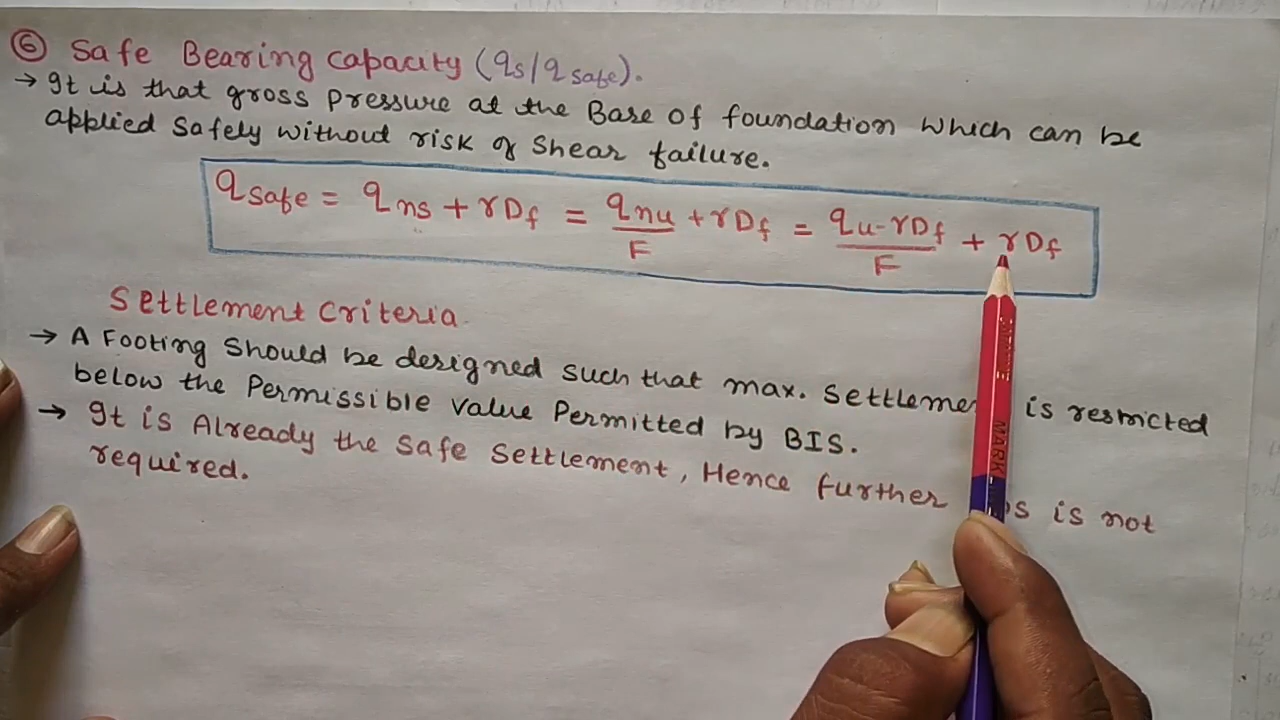 ⑥ Safe Bearing Capacity (qs/q safe).
→ It is that gross pressure at the Base of foundation which can be
applied Safely without risk of Shear failure.
q Safe = q ns + γDf = q nu / F + γDf = q u - γDf / F + γDf
Settlement Criteria
→ A Footing Should be designed such that max. Settlemen is restricted
below the Permissible value Permitted by BIS.
→ It is Already the Safe Settlement, Hence further is not
required.
MARK